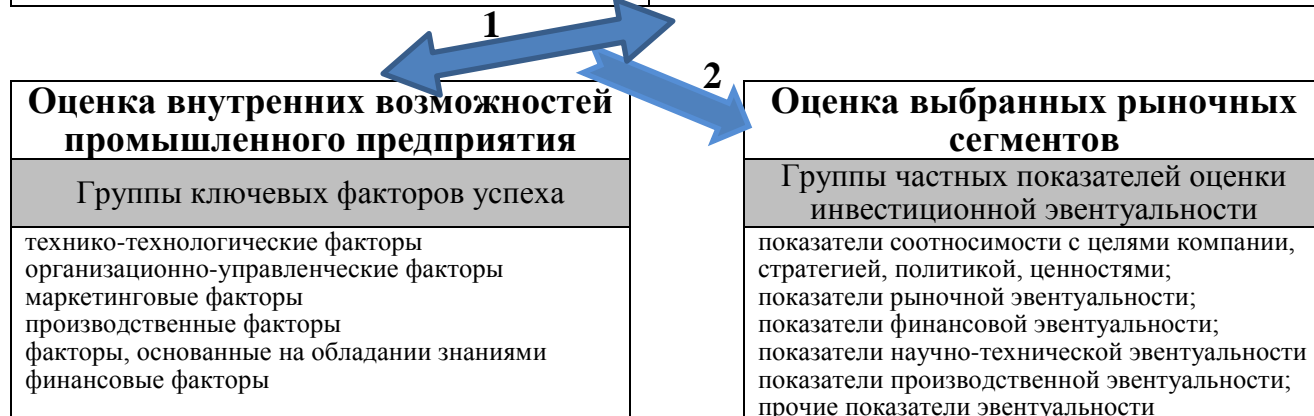 1
2
Оценка внутренних возможностей
промышленного предприятия
Группы ключевых факторов успеха
технико-технологические факторы
организационно-управленческие факторы
маркетинговые факторы
производственные факторы
факторы, основанные на обладании знаниями
финансовые факторы
Оценка выбранных рыночных
сегментов
Группы частных показателей оценки
инвестиционной эвентуальности
показатели соотносимости с целями компании,
стратегией, политикой, ценностями;
показатели рыночной эвентуальности;
показатели финансовой эвентуальности;
показатели научно-технической эвентуальности
показатели производственной эвентуальности;
прочие показатели эвентуальности